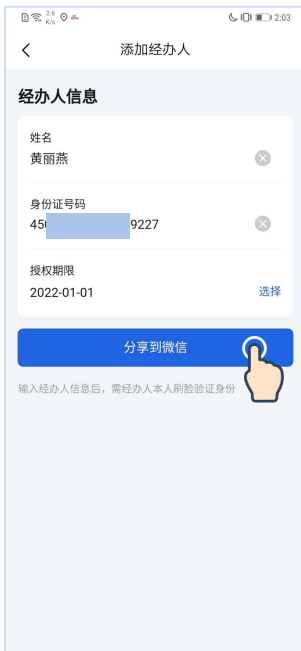 2.6
K/s
2:03
添加经办人
经办人信息
姓名
黄丽燕
身份证号码
450 9227
授权期限
2022-01-01
选择
分享到微信
输入经办人信息后，需经办人本人刷脸验证身份